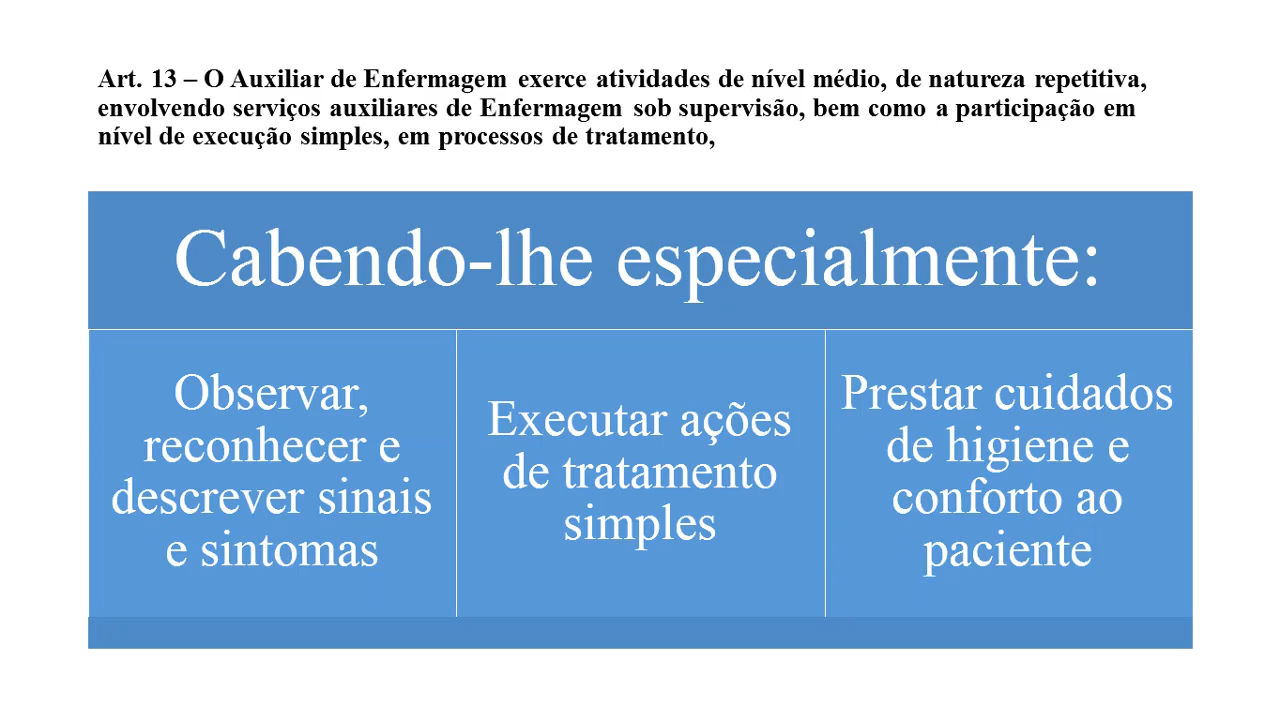 Art. 13 – O Auxiliar de Enfermagem exerce atividades de nível médio, de natureza repetitiva,
envolvendo serviços auxiliares de Enfermagem sob supervisão, bem como a participação em
nível de execução simples, em processos de tratamento,
Cabendo-lhe especialmente:
Observar,
reconhecer e
descrever sinais
e sintomas
Executar ações
de tratamento
simples
Prestar cuidados
de higiene e
conforto ao
paciente